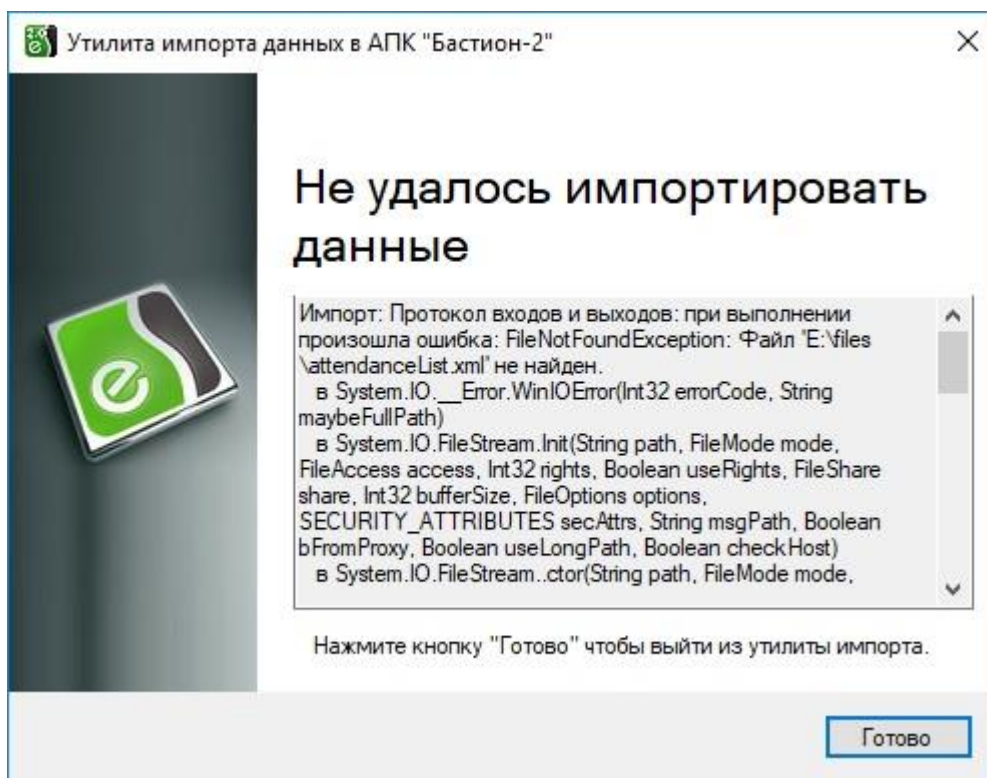 Утилита импорта данных в АПК "Бастион-2"
Не удалось импортировать
данные
Импорт: Протокол входов и выходов: при выполнении
произошла ошибка: FileNotFoundException: Файл 'E:\files
\attendanceList.xml' не найден.
в System.IO.__Error.WinIOError(Int32 errorCode, String
maybeFullPath)
в System.IO.FileStream.Init(String path, FileMode mode,
FileAccess access, Int32 rights, Boolean useRights, FileShare
share, Int32 bufferSize, FileOptions options,
SECURITY_ATTRIBUTES secAttrs, String msgPath, Boolean
bFromProxy, Boolean useLongPath, Boolean checkHost)
в System.IO.FileStream..ctor(String path, FileMode mode,
Нажмите кнопку "Готово" чтобы выйти из утилиты импорта.
Готово